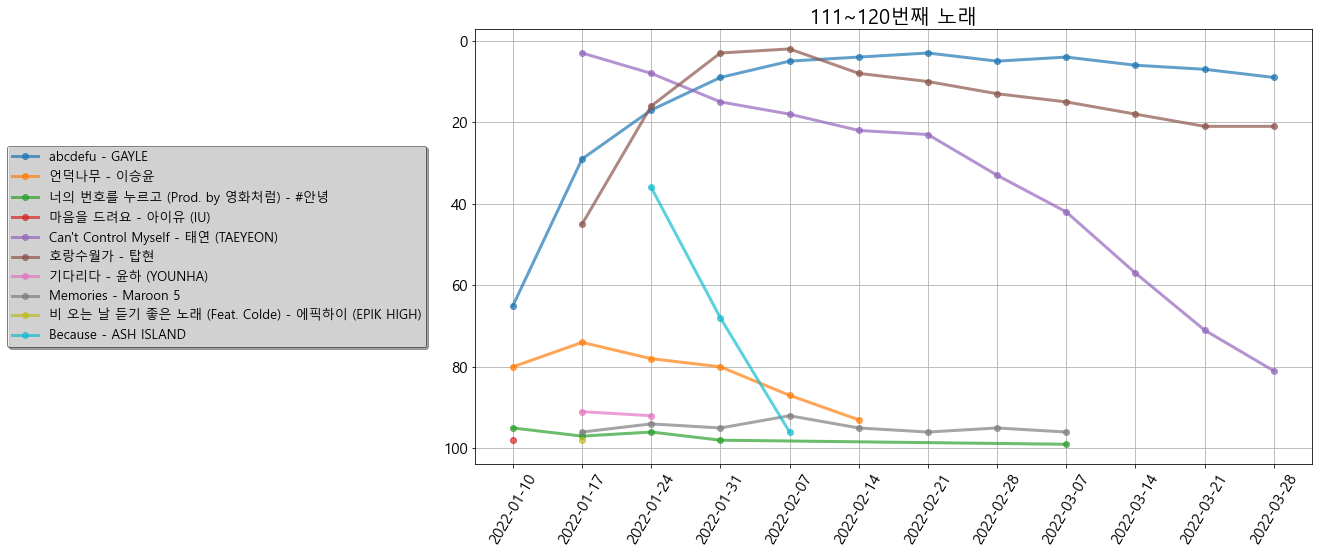 111~120번째 노래
abcdefu - GAYLE
언덕나무 - 이승윤
너의 번호를 누르고 (Prod. by 영화처럼) - #안녕
마음을 드려요 - 아이유 (IU)
Can't Control Myself - 태연 (TAEYEON)
호랑수월가 - 탑현
기다리다 - 윤하 (YOUNHA)
Memories - Maroon 5
비 오는 날 듣기 좋은 노래 (Feat. Colde) - 에픽하이 (EPIK HIGH)
Because - ASH ISLAND
0
20
40
60
80
100
2022-01-10
2022-01-17
2022-01-24
2022-01-31
2022-02-07
2022-02-14
2022-02-21
2022-02-28
2022-03-07
2022-03-14
2022-03-21
2022-03-28